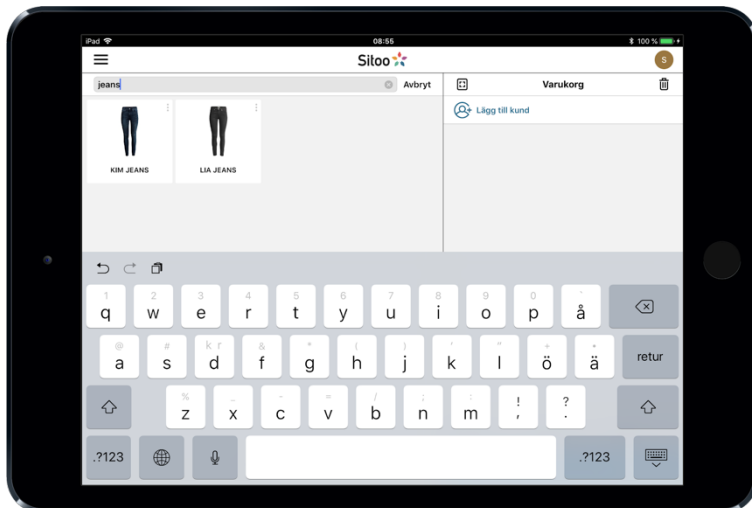 iPad 08:55 100 %
Sitoo S
jeans Avbryt Varukorg
Lägg till kund
KIM JEANS LIA JEANS
1 2 3 4 5 6 7 8 9 0
q w e r t y u i o p å
@ # k r & * ( ) ' " + •
a s d f g h j k l ö ä retur
% _ - = / ; : ! ?
z x c v b n m , .
.?123 .?123